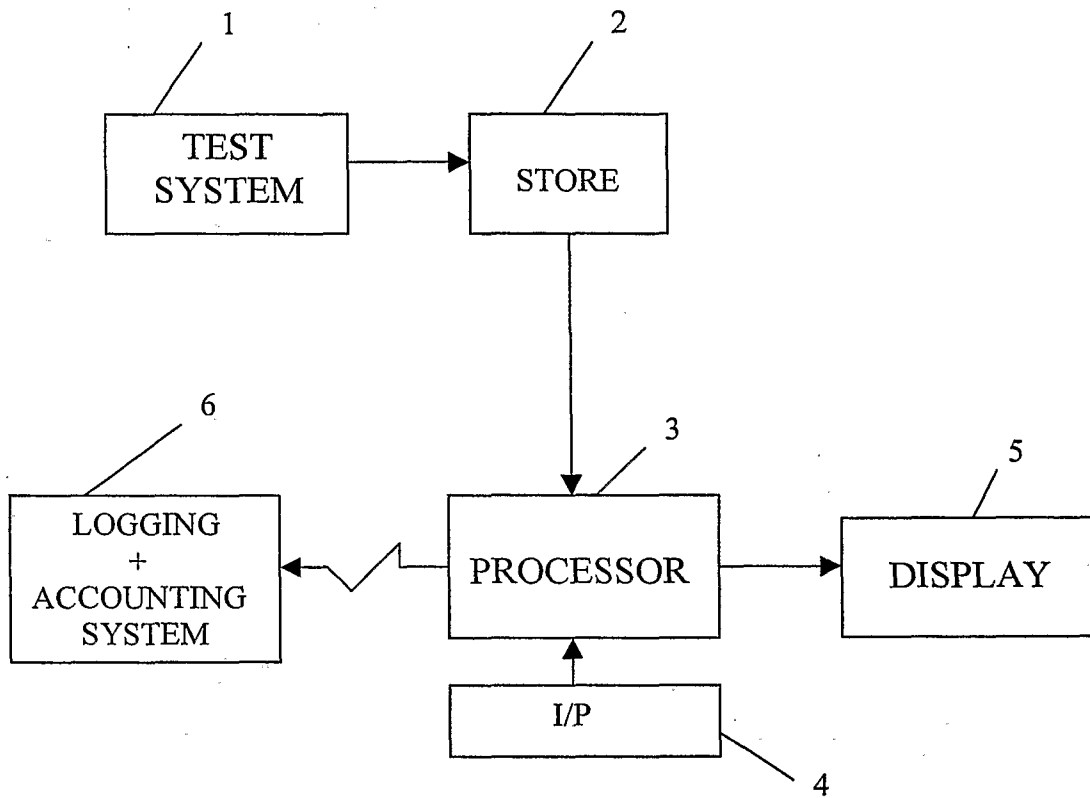 1
2
TEST
SYSTEM
STORE
6
3
5
LOGGING
+
ACCOUNTING
SYSTEM
PROCESSOR
DISPLAY
I/P
4